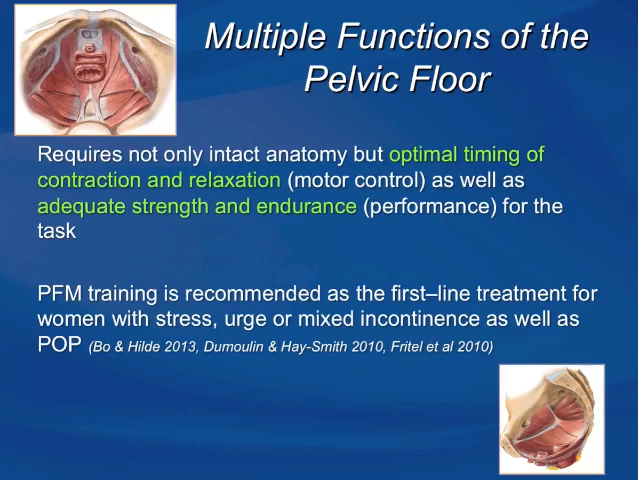 Multiple Functions of the
Pelvic Floor
Requires not only intact anatomy but optimal timing of
contraction and relaxation (motor control) as well as
adequate strength and endurance (performance) for the
task
PFM training is recommended as the first–line treatment for
women with stress, urge or mixed incontinence as well as
POP (Bo & Hilde 2013, Dumoulin & Hay-Smith 2010, Fritel et al 2010)